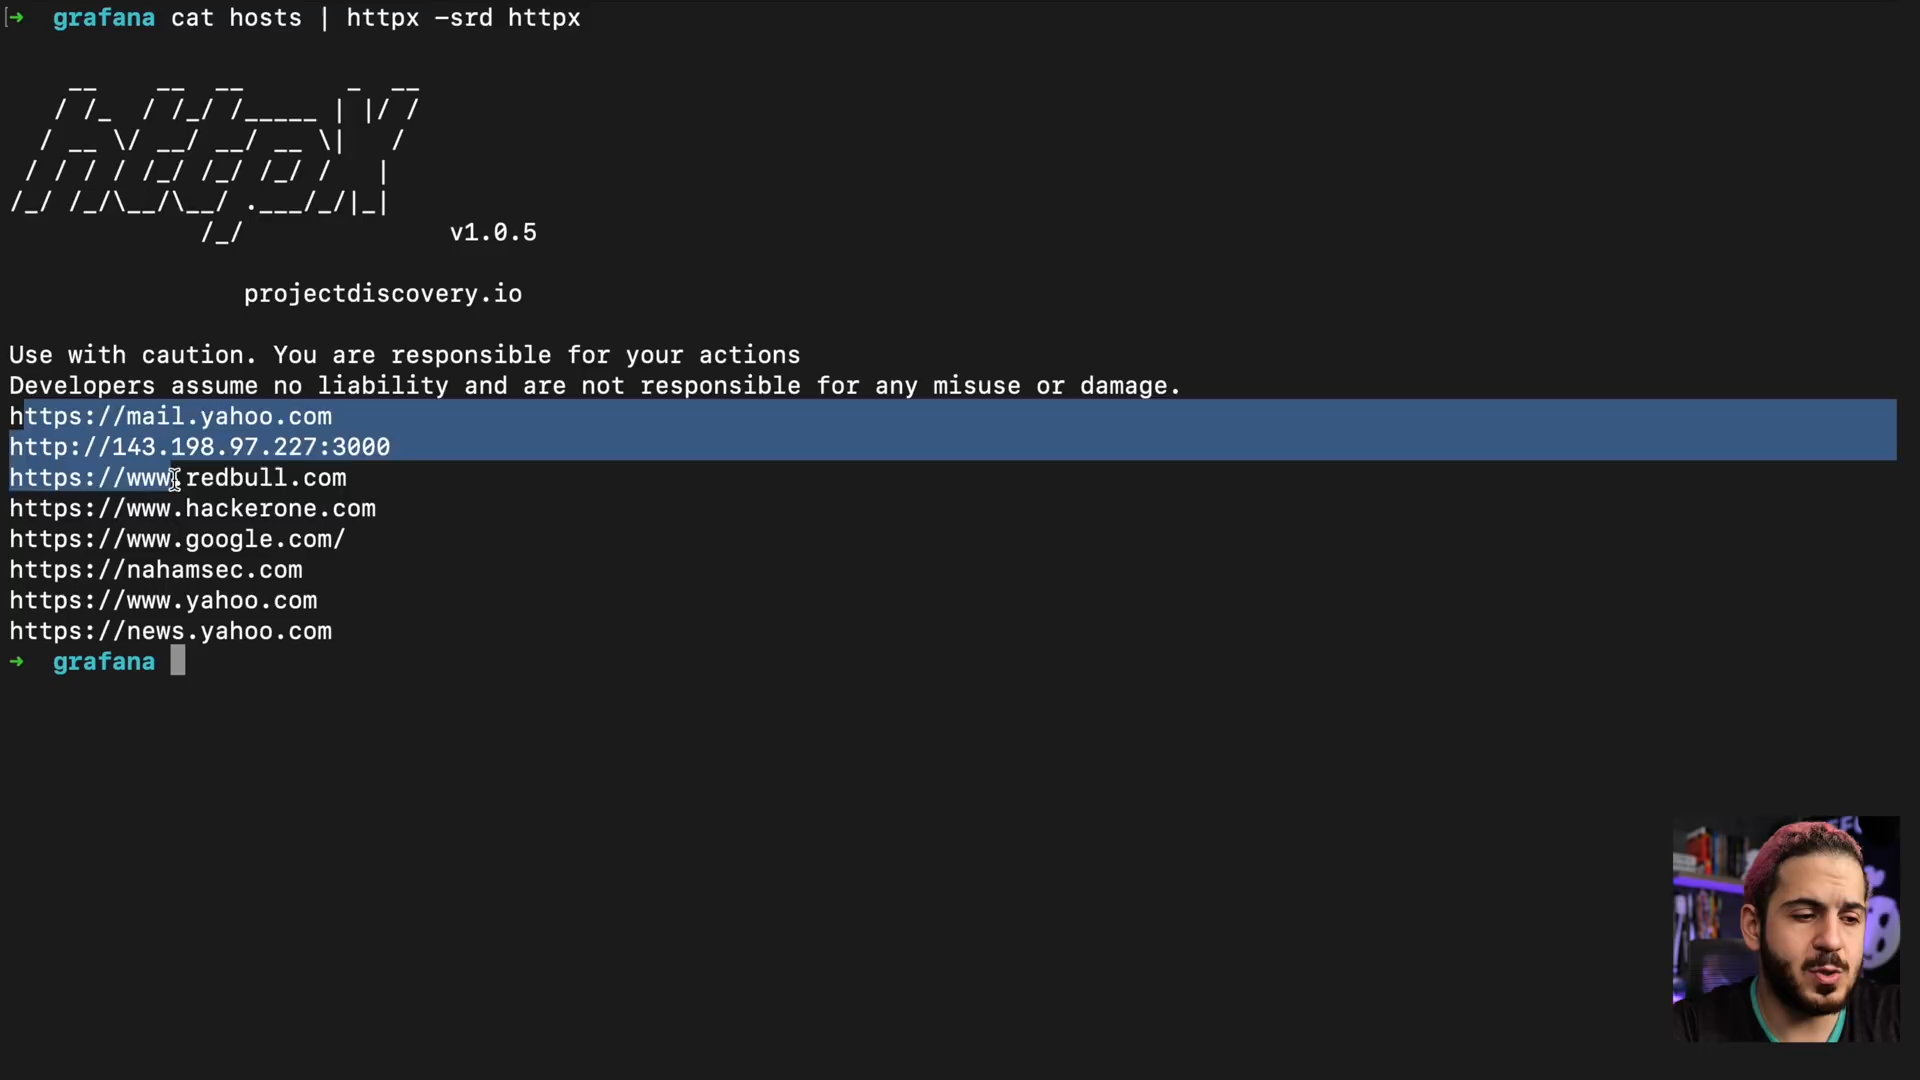 ➜ grafana cat hosts | httpx -srd httpx
v1.0.5
projectdiscovery.io
Use with caution. You are responsible for your actions
Developers assume no liability and are not responsible for any misuse or damage.
https://mail.yahoo.com
http://143.198.97.227:3000
https://www.redbull.com
https://www.hackerone.com
https://www.google.com/
https://nahamsec.com
https://www.yahoo.com
https://news.yahoo.com
➜ grafana